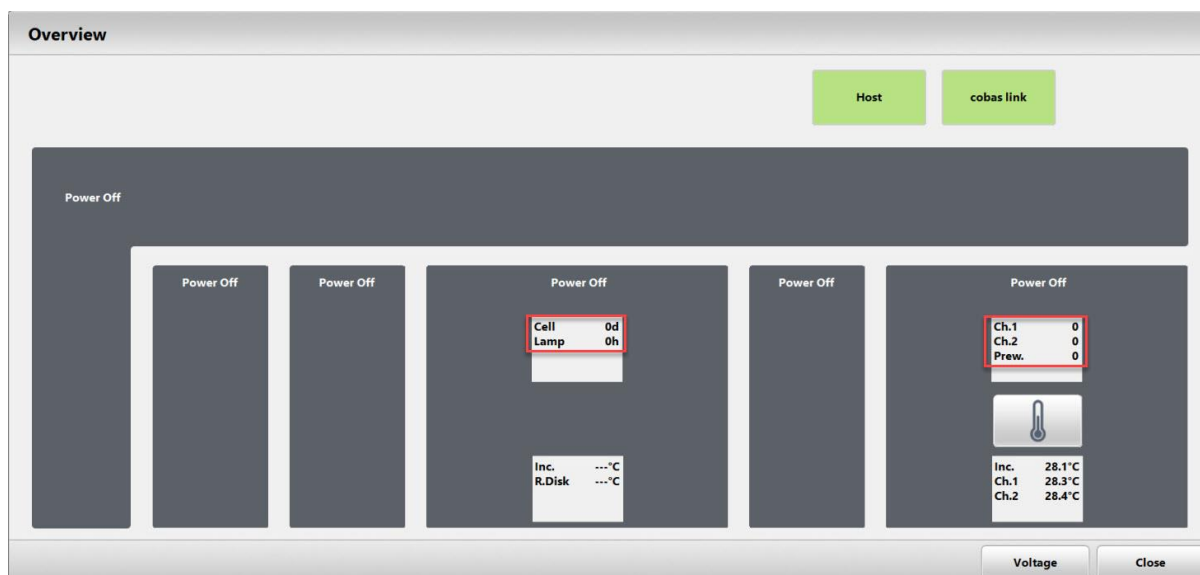 Overview
Host
cobas link
Power Off
Power Off
Power Off
Power Off
Power Off
Power Off
Cell 0d
Lamp 0h
Ch.1 0
Ch.2 0
Prew. 0
Inc. ---°C
R.Disk ---°C
Inc. 28.1°C
Ch.1 28.3°C
Ch.2 28.4°C
Voltage
Close